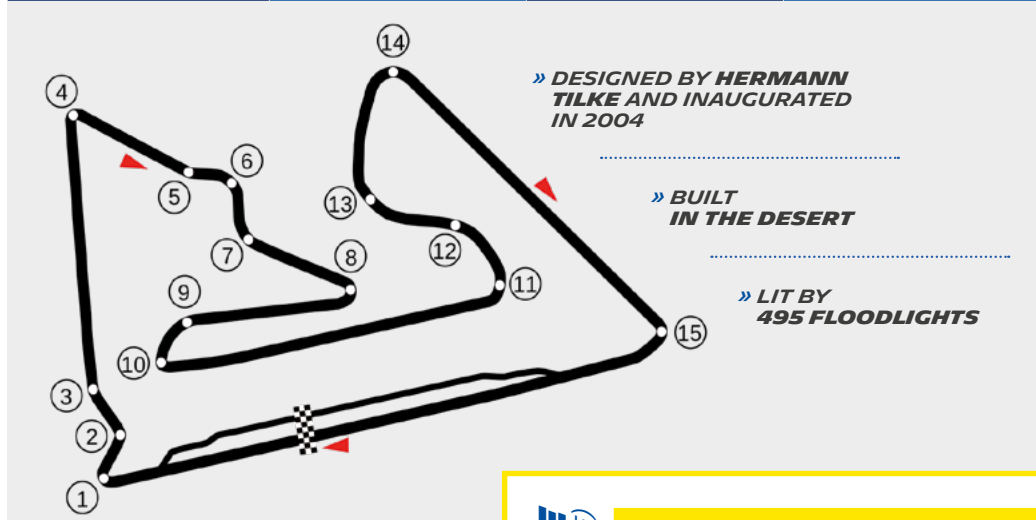 » DESIGNED BY HERMANN
TILKE AND INAUGURATED
IN 2004
» BUILT
IN THE DESERT
» LIT BY
495 FLOODLIGHTS
14
4
6
5
13
7
8
12
9
11
10
15
3
2
1